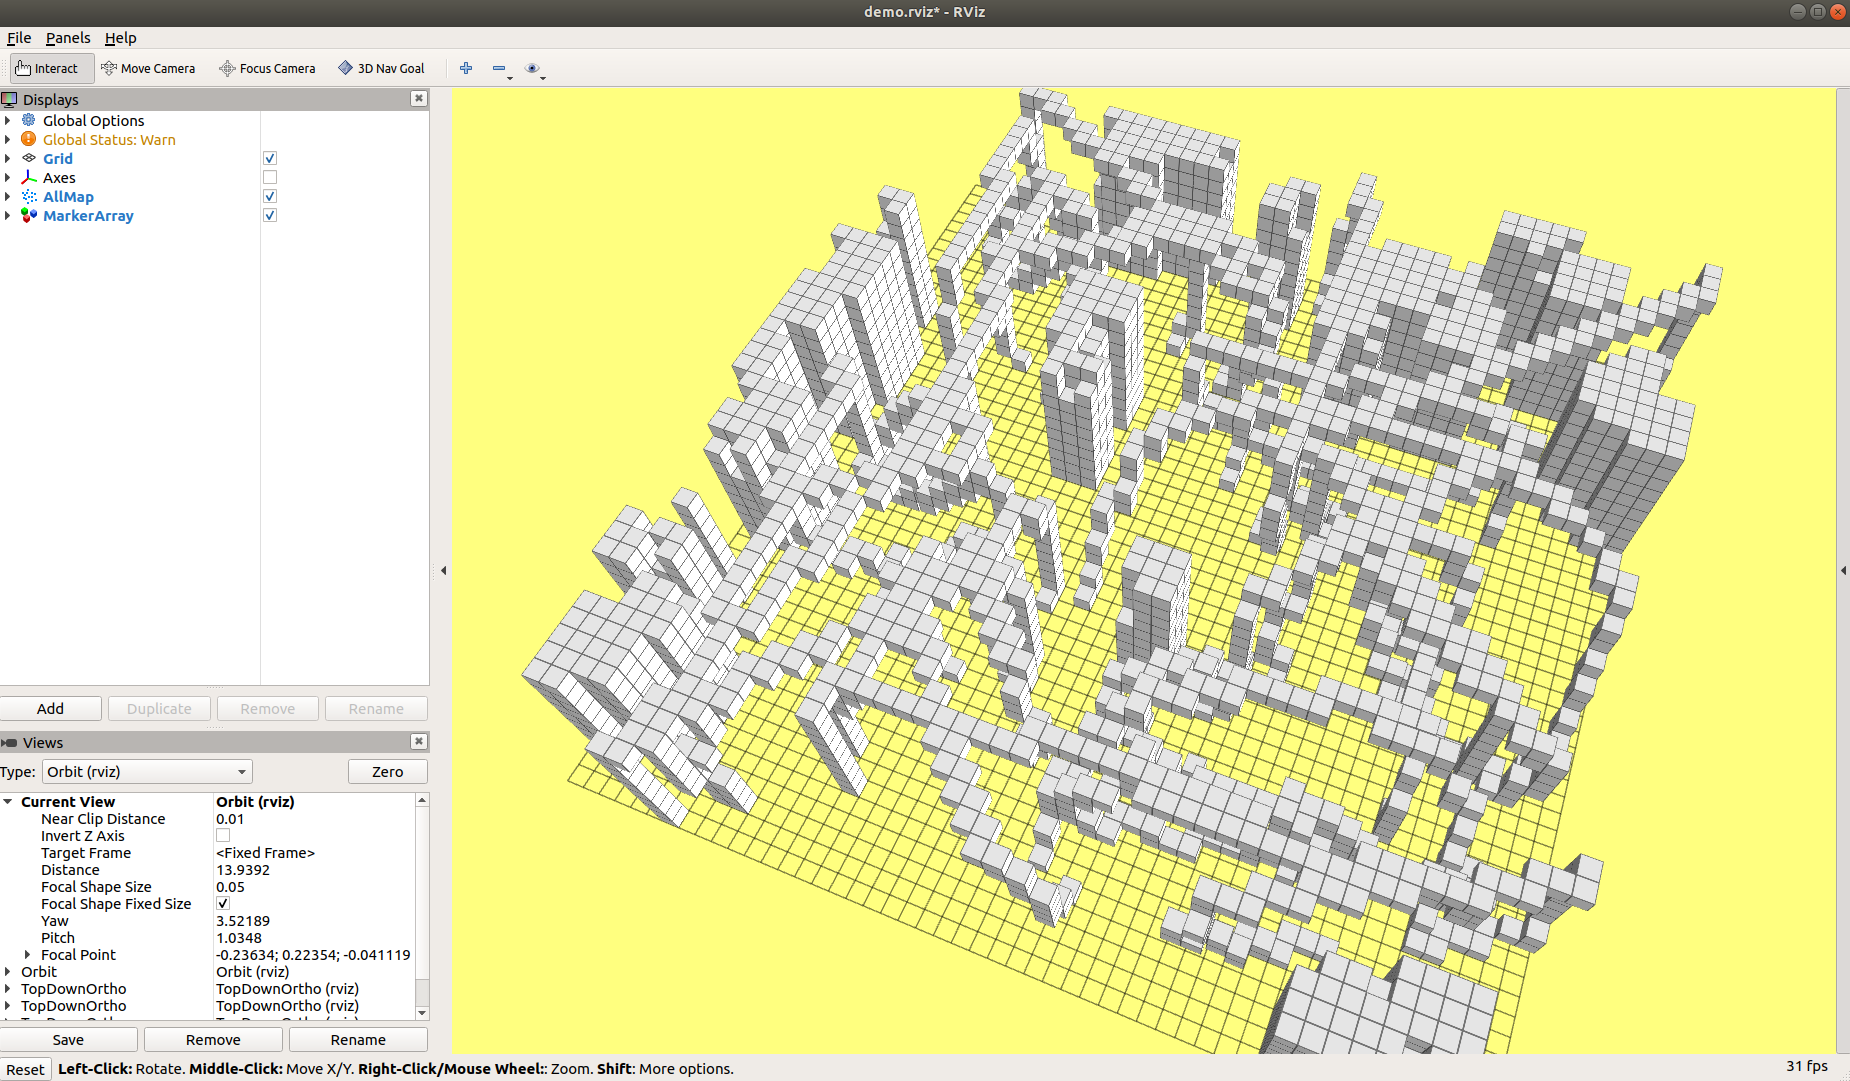 demo.rviz* - RViz
File Panels Help
Interact Move Camera Focus Camera 3D Nav Goal
Displays
Global Options
Global Status: Warn
Grid
Axes
AllMap
MarkerArray
Add Duplicate Remove Rename
Views
Type: Orbit (rviz) Zero
Current View Orbit (rviz)
Near Clip Distance 0.01
Invert Z Axis
Target Frame <Fixed Frame>
Distance 13.9392
Focal Shape Size 0.05
Focal Shape Fixed Size
Yaw 3.52189
Pitch 1.0348
Focal Point -0.23634; 0.22354; -0.041119
Orbit Orbit (rviz)
TopDownOrtho TopDownOrtho (rviz)
TopDownOrtho TopDownOrtho (rviz)
Save Remove Rename
Reset Left-Click: Rotate. Middle-Click: Move X/Y. Right-Click/Mouse Wheel:: Zoom. Shift: More options. 31 fps